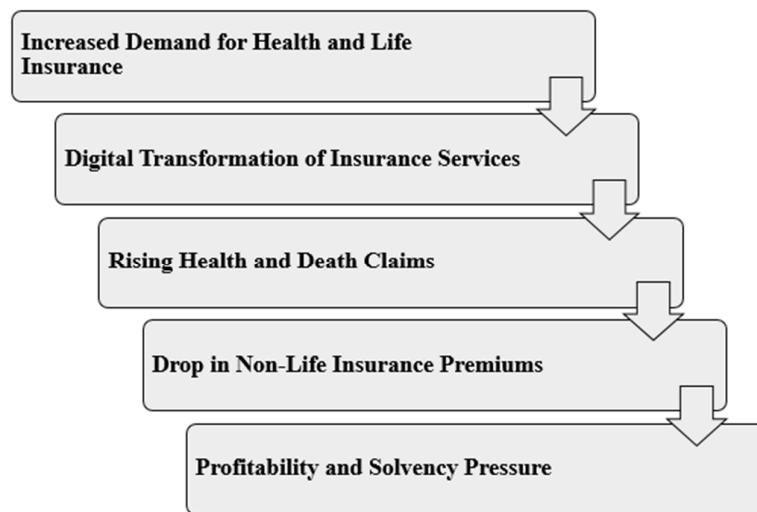 Increased Demand for Health and Life
Insurance
Digital Transformation of Insurance Services
Rising Health and Death Claims
Drop in Non-Life Insurance Premiums
Profitability and Solvency Pressure